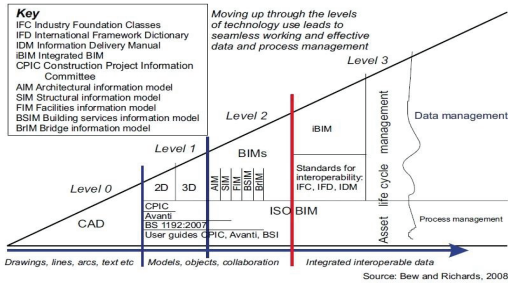 Key
IFC Industry Foundation Classes
IFD International Framework Dictionary
IDM Information Delivery Manual
iBIM Integrated BIM
CPIC Construction Project Information
Committee
AIM Architectural information model
SIM Structural information model
FIM Facilities information model
BSIM Building services information model
BrIM Bridge information model
Moving up through the levels
of technology use leads to
seamless working and effective
data and process management
Level 3
Level 2
Level 1
Level 0
iBIM
BIMs
2D
3D
AIM
SIM
FIM
BSIM
BrIM
Standards for
interoperability:
IFC, IFD, IDM
CAD
CPIC
Avanti
BS 1192:2007
User guides CPIC, Avanti, BSI
ISO BIM
Asset life cycle management
Data management
Process management
Drawings, lines, arcs, text etc
Models, objects, collaboration
Integrated interoperable data
Source: Bew and Richards, 2008